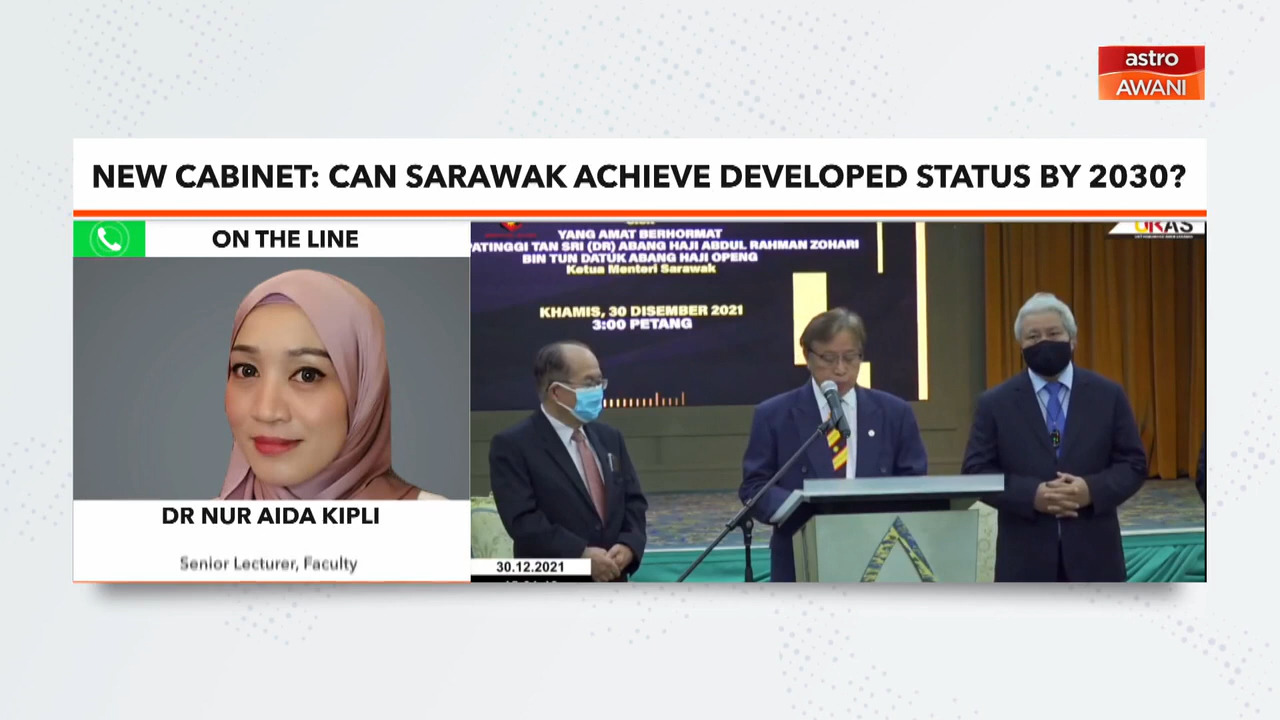 astro
AWANI
NEW CABINET: CAN SARAWAK ACHIEVE DEVELOPED STATUS BY 2030?
ON THE LINE
DR NUR AIDA KIPLI
Senior Lecturer, Faculty
YANG AMAT BERHORMAT
PATINGGI TAN SRI (DR) ABANG HAJI ABDUL RAHMAN ZOHARI
BIN TUN DATUK ABANG HAJI OPENG
Ketua Menteri Sarawak
KHAMIS, 30 DISEMBER 2021
3:00 PETANG
UKAS
30.12.2021